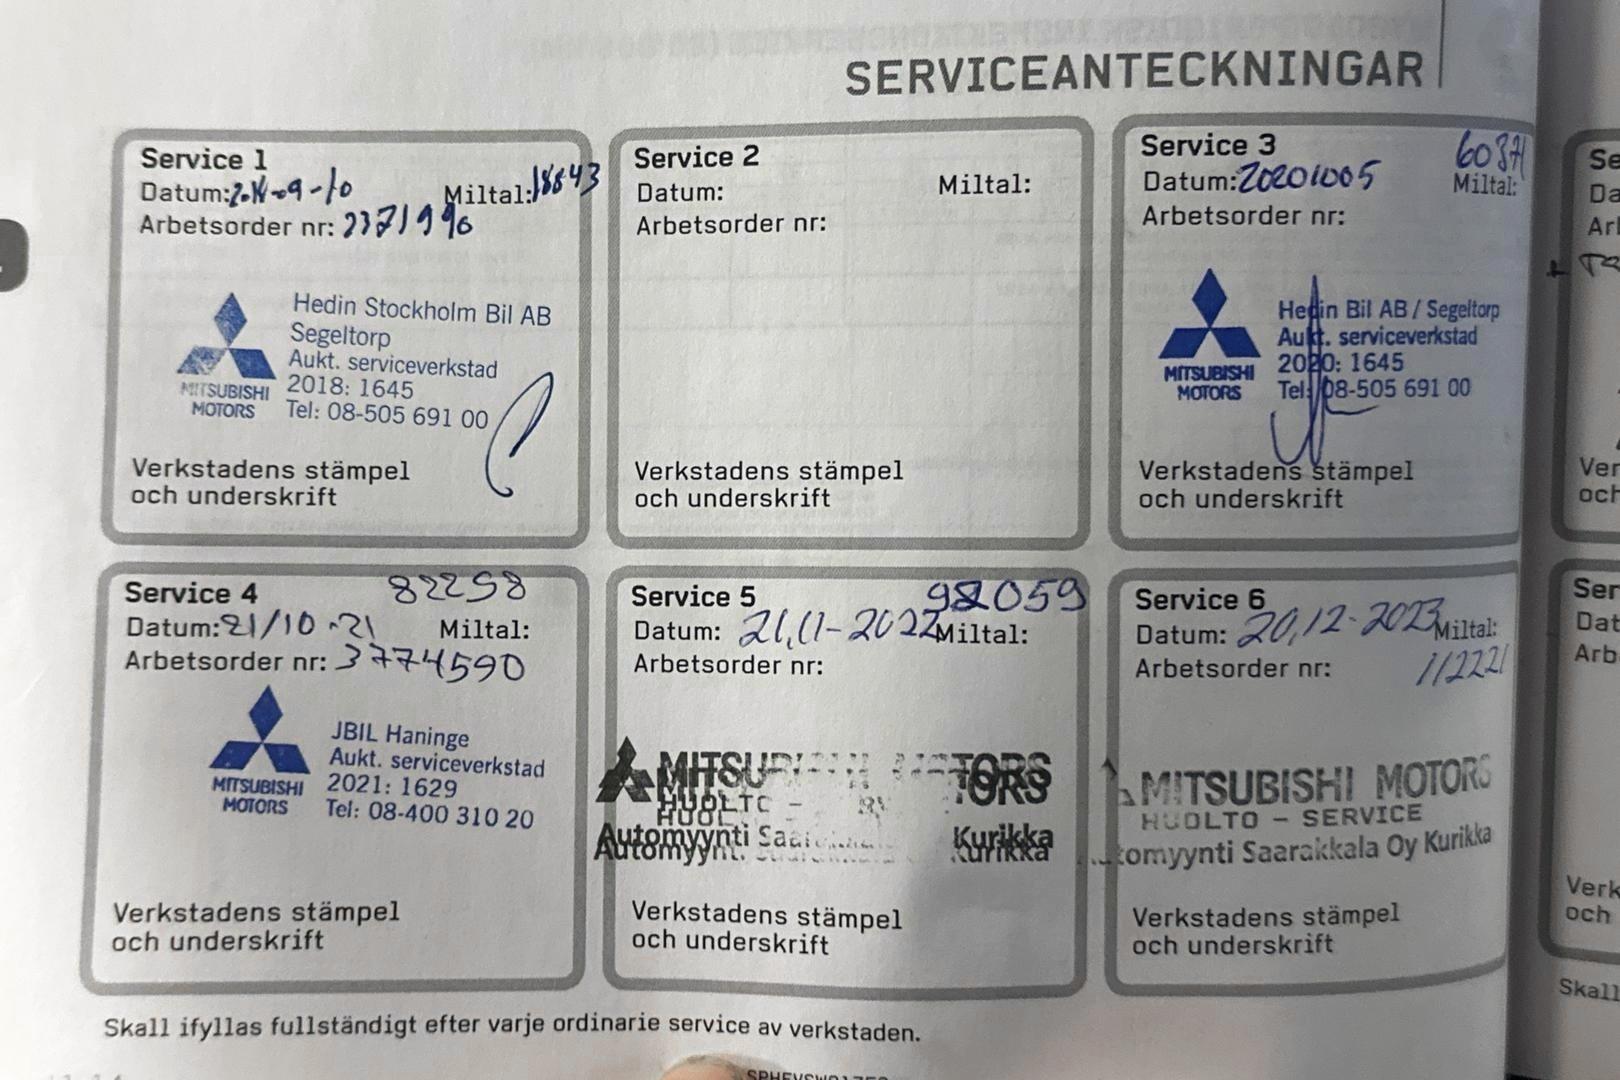 SERVICEANTECKNINGAR
Service 1
Datum: Miltal: 18643
Arbetsorder nr: 2371996
Hedin Stockholm Bil AB
Segeltorp
Aukt. serviceverkstad
2018: 1645
Tel: 08-505 691 00
MITSUBISHI
MOTORS
Verkstadens stämpel
och underskrift
Service 2
Datum: Miltal:
Arbetsorder nr:
Verkstadens stämpel
och underskrift
Service 3
Datum: 20201005 Miltal:
Arbetsorder nr:
Hedin Bil AB / Segeltorp
Aukt. serviceverkstad
2020: 1645
Tel: 08-505 691 00
MITSUBISHI
MOTORS
Verkstadens stämpel
och underskrift
Service 4 82258
Datum: 21/10-21 Miltal:
Arbetsorder nr: 3774590
JBIL Haninge
Aukt. serviceverkstad
2021: 1629
Tel: 08-400 310 20
MITSUBISHI
MOTORS
Verkstadens stämpel
och underskrift
Service 5 98059
Datum: 21,11-2022 Miltal:
Arbetsorder nr:
MITSUBISHI MOTORS
HUOLTO -
Automyynti Kurikka
Verkstadens stämpel
och underskrift
Service 6
Datum: 20,12-2023 Miltal:
Arbetsorder nr: 112221
MITSUBISHI MOTORS
HUOLTO - SERVICE
Automyynti Saarakkala Oy Kurikka
Verkstadens stämpel
och underskrift
Skall ifyllas fullständigt efter varje ordinarie service av verkstaden.
Skall